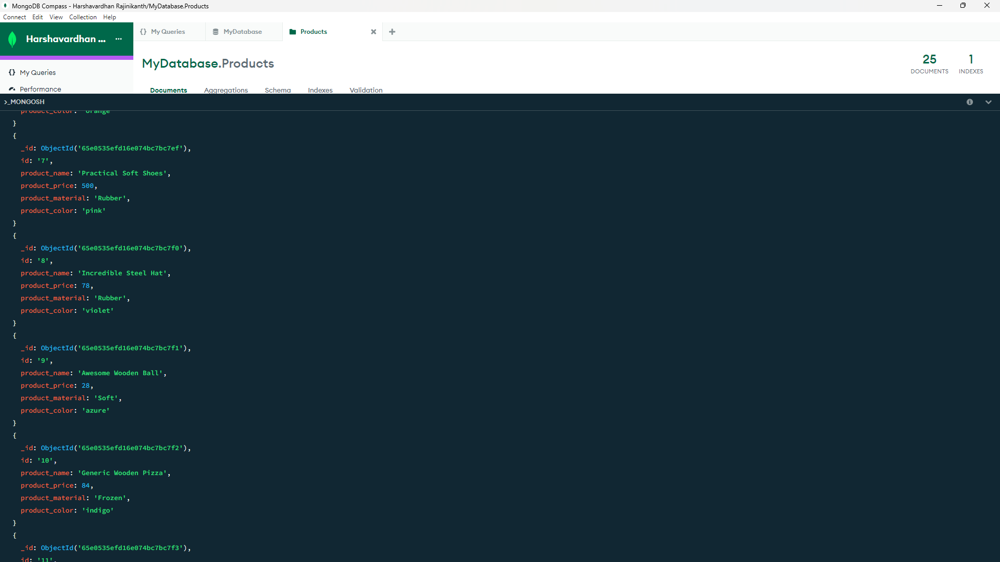 MongoDB Compass - Harshavardhan Rajinikanth/MyDatabase.Products
Connect Edit View Collection Help
Harshavardhan ... ...
{} My Queries
MyDatabase
Products
MyDatabase.Products
25
DOCUMENTS
1
INDEXES
{} My Queries
Performance
Documents Aggregations Schema Indexes Validation
>_MONGOSH
product_color: 'orange'
}
{
_id: ObjectId('65e0535efd16e074bc7bc7ef'),
id: '7',
product_name: 'Practical Soft Shoes',
product_price: 500,
product_material: 'Rubber',
product_color: 'pink'
}
{
_id: ObjectId('65e0535efd16e074bc7bc7f0'),
id: '8',
product_name: 'Incredible Steel Hat',
product_price: 78,
product_material: 'Rubber',
product_color: 'violet'
}
{
_id: ObjectId('65e0535efd16e074bc7bc7f1'),
id: '9',
product_name: 'Awesome Wooden Ball',
product_price: 28,
product_material: 'Soft',
product_color: 'azure'
}
{
_id: ObjectId('65e0535efd16e074bc7bc7f2'),
id: '10',
product_name: 'Generic Wooden Pizza',
product_price: 84,
product_material: 'Frozen',
product_color: 'indigo'
}
{
_id: ObjectId('65e0535efd16e074bc7bc7f3'),
id: '11',